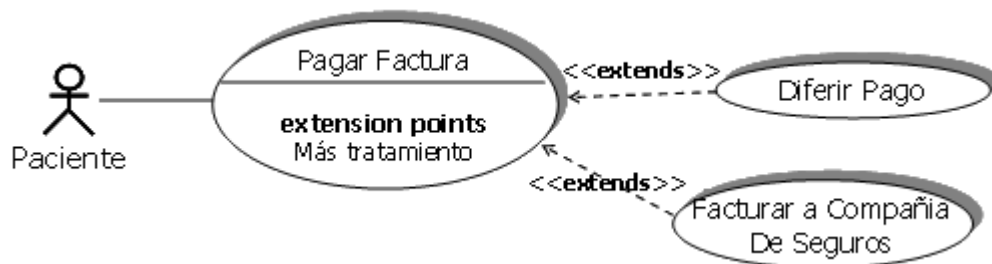 Pagar Factura
<<extends>>
Diferir Pago
extension points
Más tratamiento
Paciente
<<extends>>
Facturar a Compañia
De Seguros